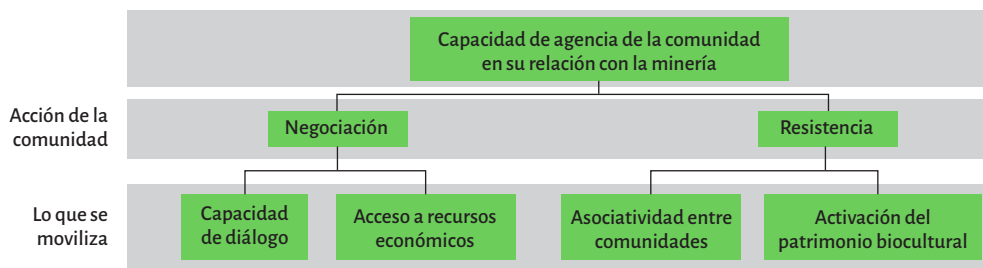 Capacidad de agencia de la comunidad
en su relación con la minería
Acción de la
comunidad
Negociación
Resistencia
Lo que se
moviliza
Capacidad
de diálogo
Acceso a recursos
económicos
Asociatividad entre
comunidades
Activación del
patrimonio biocultural